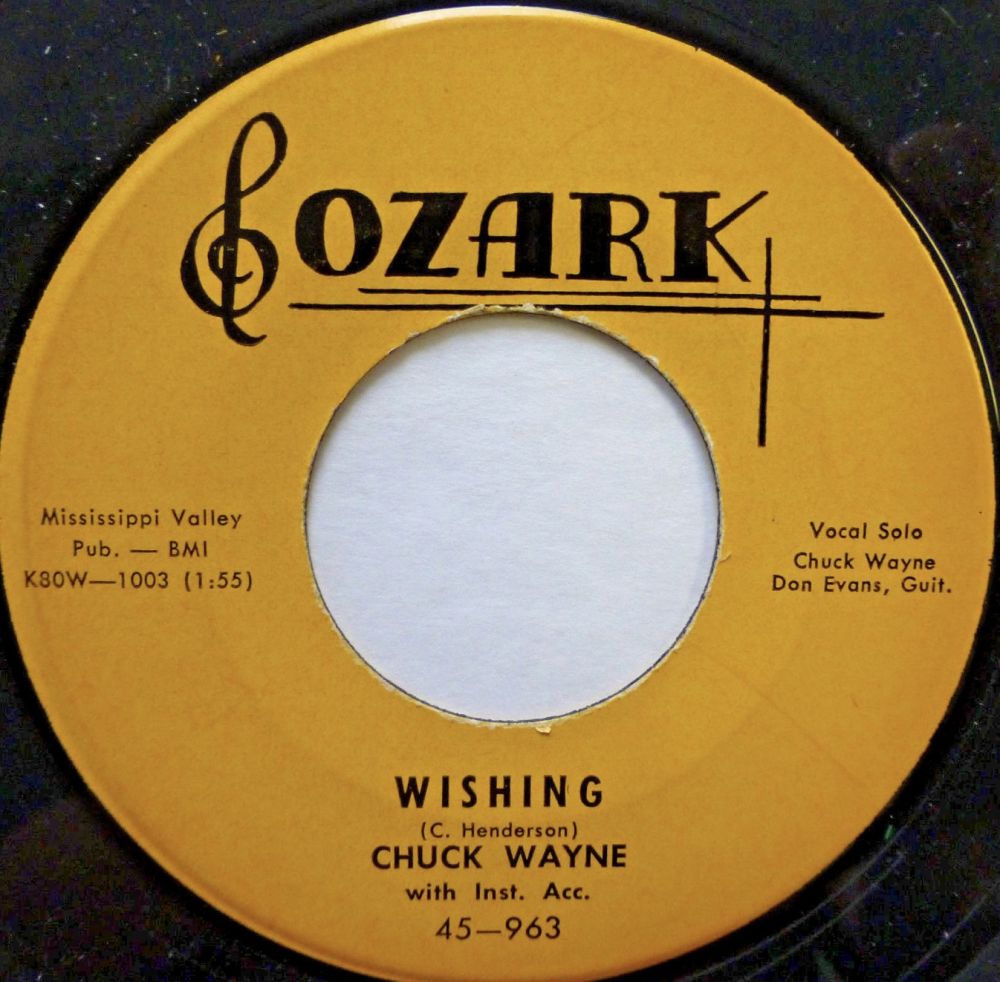 OZARK
Mississippi Valley
Pub. — BMI
K80W—1003 (1:55)
Vocal Solo
Chuck Wayne
Don Evans, Guit.
WISHING
(C. Henderson)
CHUCK WAYNE
with Inst. Acc.
45—963